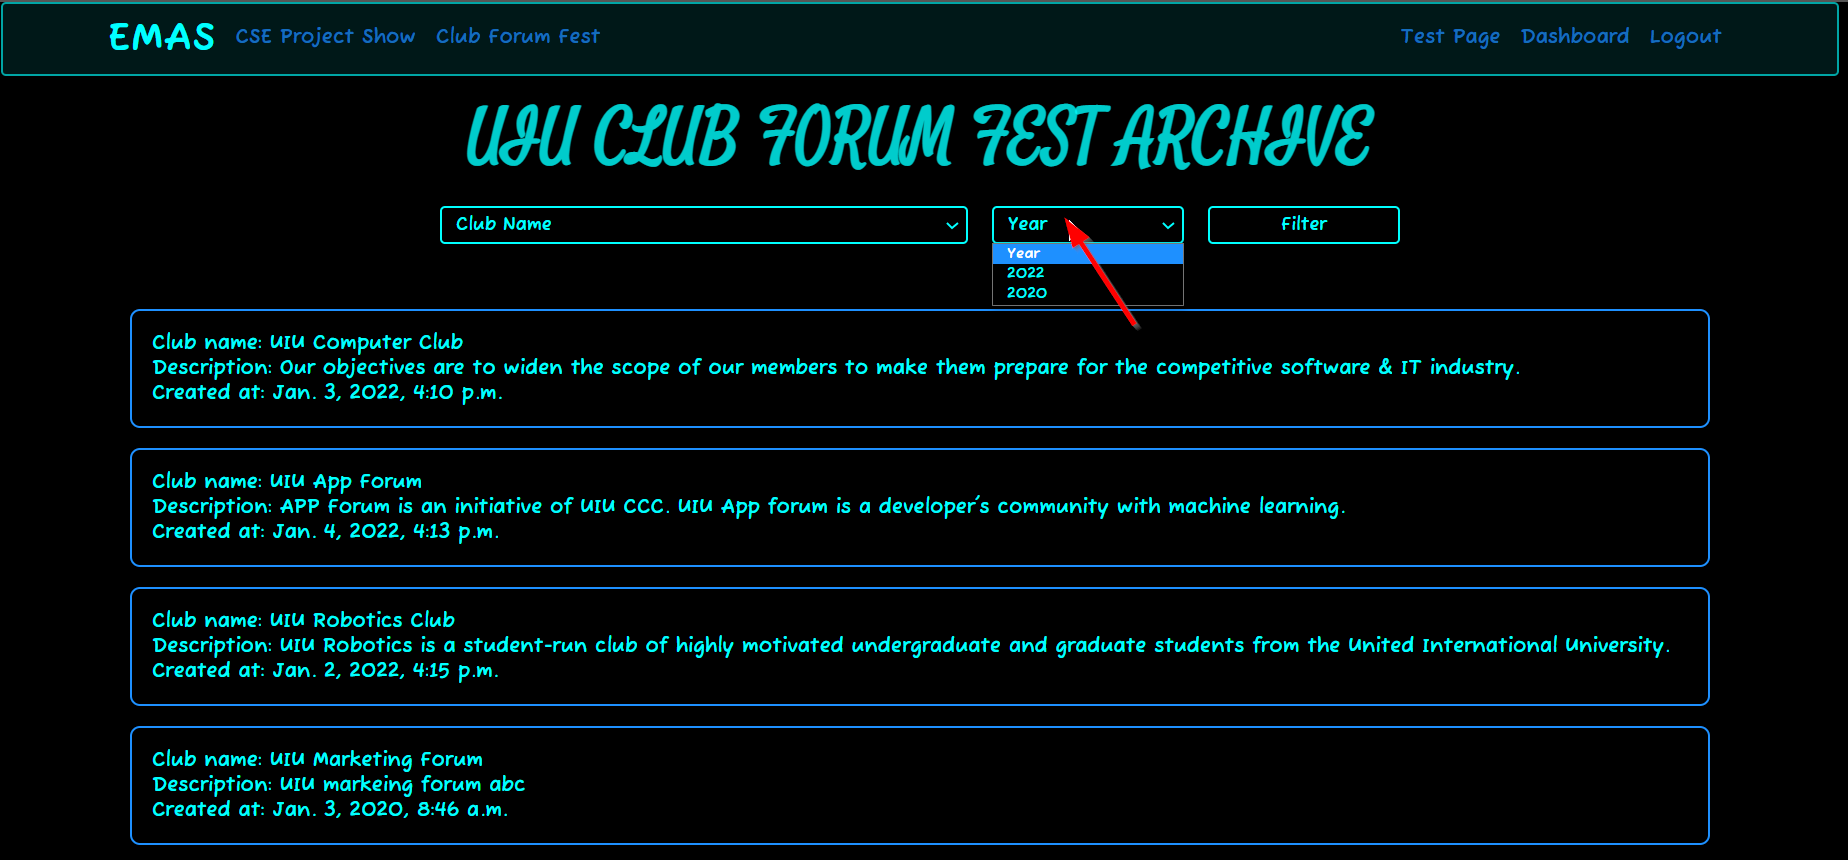 EMAS CSE Project Show Club Forum Fest Test Page Dashboard Logout
UIU CLUB FORUM FEST ARCHIVE
Club Name Year Filter
Year
2022
2020
Club name: UIU Computer Club
Description: Our objectives are to widen the scope of our members to make them prepare for the competitive software & IT industry.
Created at: Jan. 3, 2022, 4:10 p.m.
Club name: UIU App Forum
Description: APP Forum is an initiative of UIU CCC. UIU App forum is a developer's community with machine learning.
Created at: Jan. 4, 2022, 4:13 p.m.
Club name: UIU Robotics Club
Description: UIU Robotics is a student-run club of highly motivated undergraduate and graduate students from the United International University.
Created at: Jan. 2, 2022, 4:15 p.m.
Club name: UIU Marketing Forum
Description: UIU markeing forum abc
Created at: Jan. 3, 2020, 8:46 a.m.